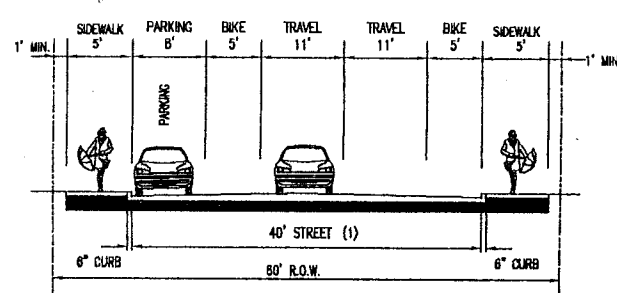 SIDEWALK PARKING BIKE TRAVEL TRAVEL BIKE SIDEWALK
5' 8' 5' 11' 11' 5' 5'
1' MIN. 1' MIN
PARKING
40' STREET (1)
6" CURB 6" CURB
60' R.O.W.